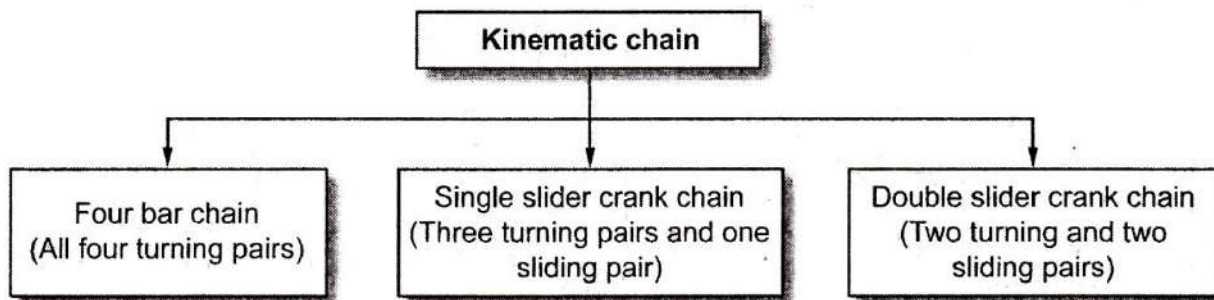 Kinematic chain
Four bar chain
(All four turning pairs)
Single slider crank chain
(Three turning pairs and one
sliding pair)
Double slider crank chain
(Two turning and two
sliding pairs)